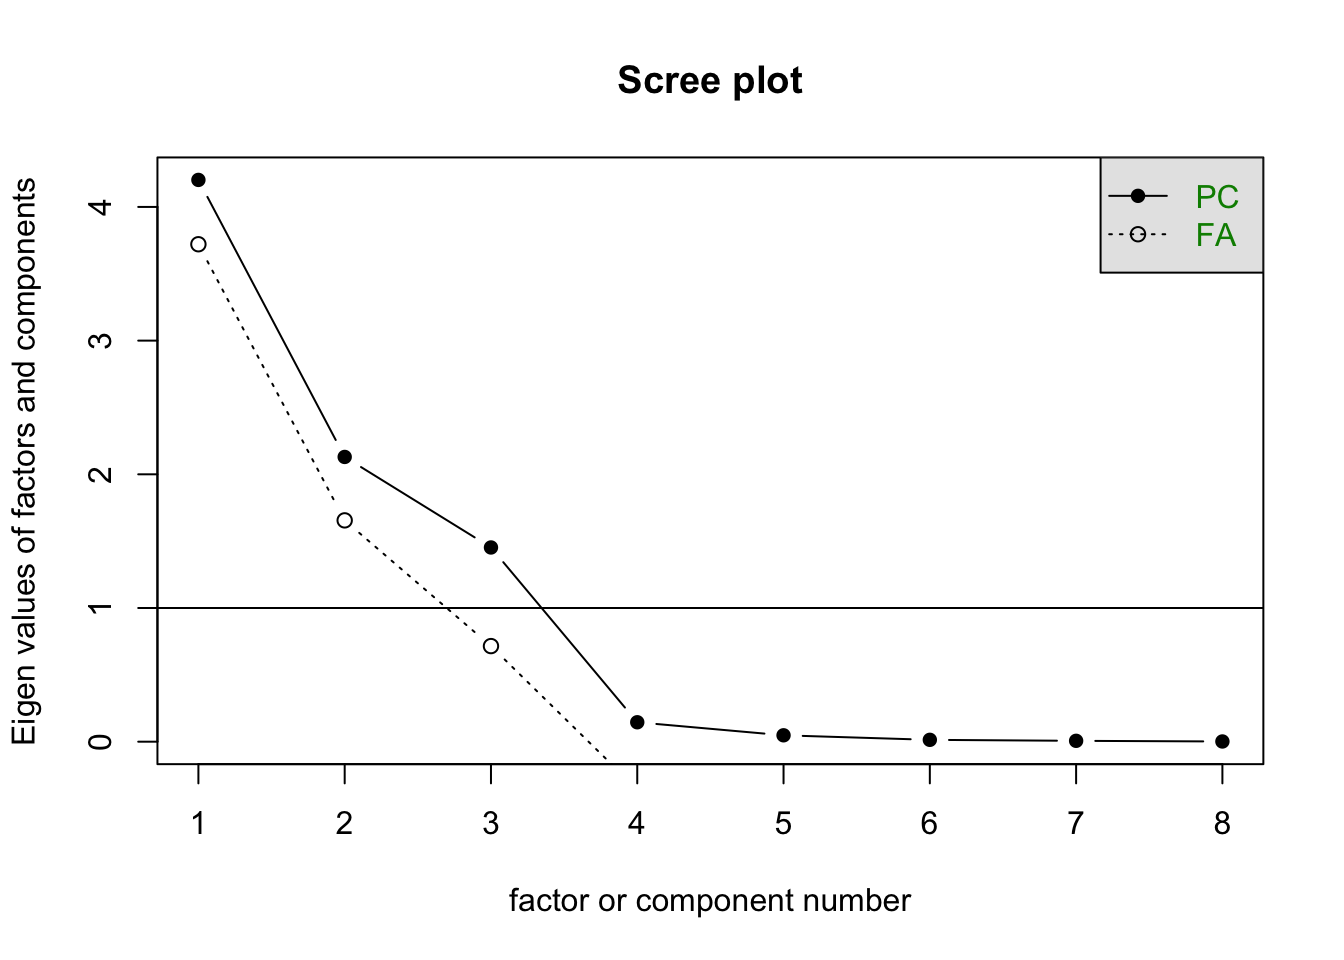 Scree plot
PC
FA
Eigen values of factors and components
4
3
2
1
0
1 2 3 4 5 6 7 8
factor or component number